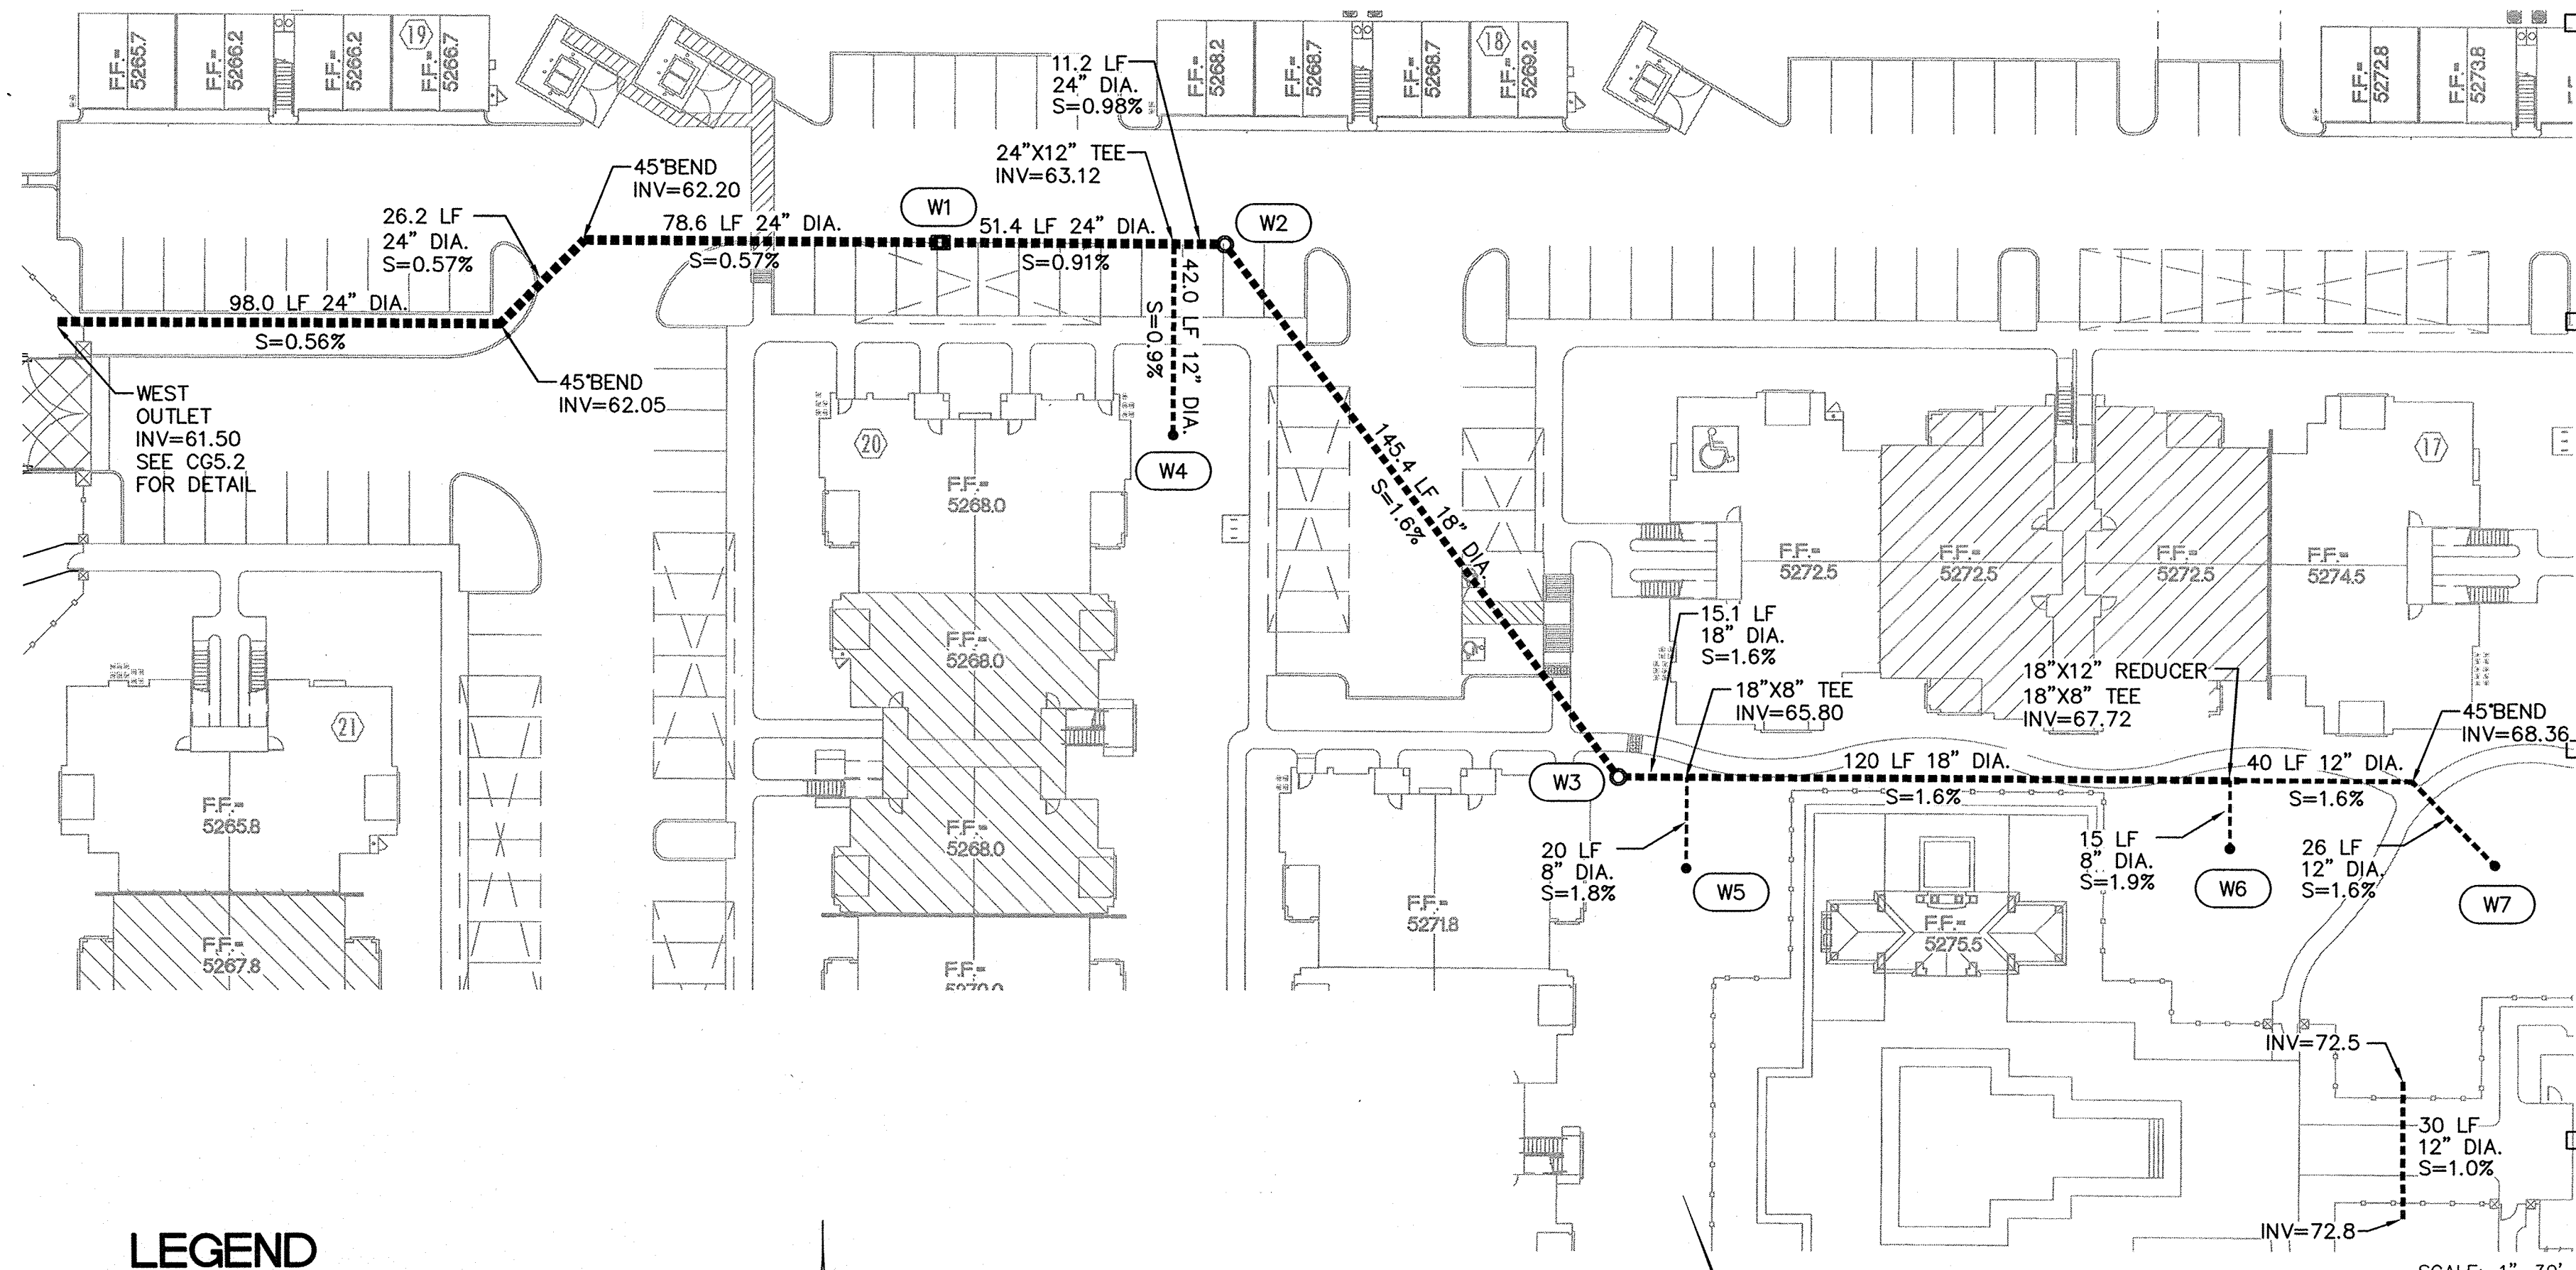 F.F.=
5265.7
F.F.=
5266.2
F.F.=
5266.2
19
F.F.=
5266.7
F.F.=
5268.2
F.F.=
5268.7
F.F.=
5268.7
18
F.F.=
5269.2
F.F.=
5272.8
F.F.=
5273.8
11.2 LF
24" DIA.
S=0.98%
24"X12" TEE
INV=63.12
45°BEND
INV=62.20
26.2 LF
24" DIA.
S=0.57%
78.6 LF 24" DIA.
S=0.57%
W1
51.4 LF 24" DIA.
S=0.91%
W2
98.0 LF 24" DIA.
S=0.56%
45°BEND
INV=62.05
WEST
OUTLET
INV=61.50
SEE CG5.2
FOR DETAIL
42.0 LF 12" DIA.
S=0.9%
W4
145.4 LF 18" DIA.
S=1.6%
20
F.F.=
5268.0
F.F.=
5268.0
F.F.=
5268.0
F.F.=
5270.0
17
F.F.=
5272.5
F.F.=
5272.5
F.F.=
5272.5
F.F.=
5274.5
15.1 LF
18" DIA.
S=1.6%
18"X8" TEE
INV=65.80
18"X12" REDUCER
18"X8" TEE
INV=67.72
45°BEND
INV=68.36
W3
120 LF 18" DIA.
S=1.6%
40 LF 12" DIA.
S=1.6%
20 LF
8" DIA.
S=1.8%
W5
15 LF
8" DIA.
S=1.9%
W6
26 LF
12" DIA.
S=1.6%
W7
21
F.F.=
5265.8
F.F.=
5267.8
F.F.=
5271.8
F.F.=
5275.5
INV=72.5
30 LF
12" DIA.
S=1.0%
INV=72.8
LEGEND